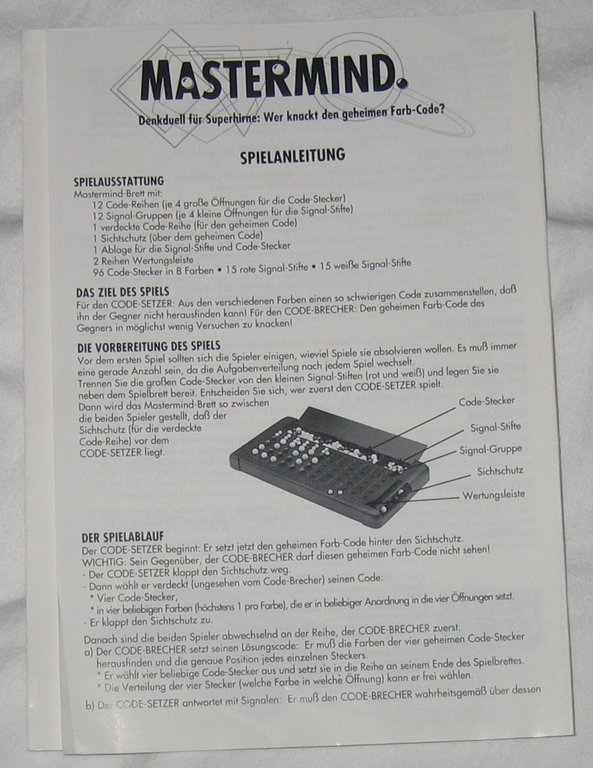 MASTERMIND.
Denkduell für Superhirne: Wer knackt den geheimen Farb-Code?
SPIELANLEITUNG
SPIELAUSSTATTUNG
Mastermind-Brett mit:
12 Code-Reihen (je 4 große Öffnungen für die Code-Stecker)
12 Signal-Gruppen (je 4 kleine Öffnungen für die Signal-Stifte)
1 verdeckte Code-Reihe (für den geheimen Code)
1 Sichtschutz (über dem geheimen Code)
1 Ablage für die Signal-Stifte und Code-Stecker
2 Reihen Wertungsleiste
96 Code-Stecker in 8 Farben • 15 rote Signal-Stifte • 15 weiße Signal-Stifte
DAS ZIEL DES SPIELS
Für den CODE-SETZER: Aus den verschiedenen Farben einen so schwierigen Code zusammenstellen, daß
ihn der Gegner nicht herausfinden kann! Für den CODE-BRECHER: Den geheimen Farb-Code des
Gegners in möglichst wenig Versuchen zu knacken!
DIE VORBEREITUNG DES SPIELS
Vor dem ersten Spiel sollten sich die Spieler einigen, wieviel Spiele sie absolvieren wollen. Es muß immer
eine gerade Anzahl sein, da die Aufgabenverteilung nach jedem Spiel wechselt.
Trennen Sie die großen Code-Stecker von den kleinen Signal-Stiften (rot und weiß) und legen Sie sie
neben dem Spielbrett bereit. Entscheiden Sie sich, wer zuerst den CODE-SETZER spielt.
Dann wird das Mastermind-Brett so zwischen
die beiden Spieler gestellt, daß der
Sichtschutz (für die verdeckte
Code-Reihe) vor dem
CODE-SETZER liegt.
Code-Stecker
Signal-Stifte
Signal-Gruppe
Sichtschutz
Wertungsleiste
DER SPIELABLAUF
Der CODE-SETZER beginnt: Er setzt jetzt den geheimen Farb-Code hinter den Sichtschutz.
WICHTIG: Sein Gegenüber, der CODE-BRECHER darf diesen geheimen Farb-Code nicht sehen!
- Der CODE-SETZER klappt den Sichtschutz weg.
- Dann wählt er verdeckt (ungesehen vom Code-Brecher) seinen Code:
* Vier Code-Stecker,
* in vier beliebigen Farben (höchstens 1 pro Farbe), die er in beliebiger Anordnung in die vier Öffnungen setzt.
- Er klappt den Sichtschutz zu.
Danach sind die beiden Spieler abwechselnd an der Reihe, der CODE-BRECHER zuerst:
a) Der CODE-BRECHER setzt seinen Lösungscode: Er muß die Farben der vier geheimen Code-Stecker
herausfinden und die genaue Position jedes einzelnen Steckers.
* Er wählt vier beliebige Code-Stecker aus und setzt sie in die Reihe an seinem Ende des Spielbrettes.
* Die Verteilung der vier Stecker (welche Farbe in welche Öffnung) kann er frei wählen.
b) Der CODE-SETZER antwortet mit Signalen: Er muß den CODE-BRECHER wahrheitsgemäß über dessen